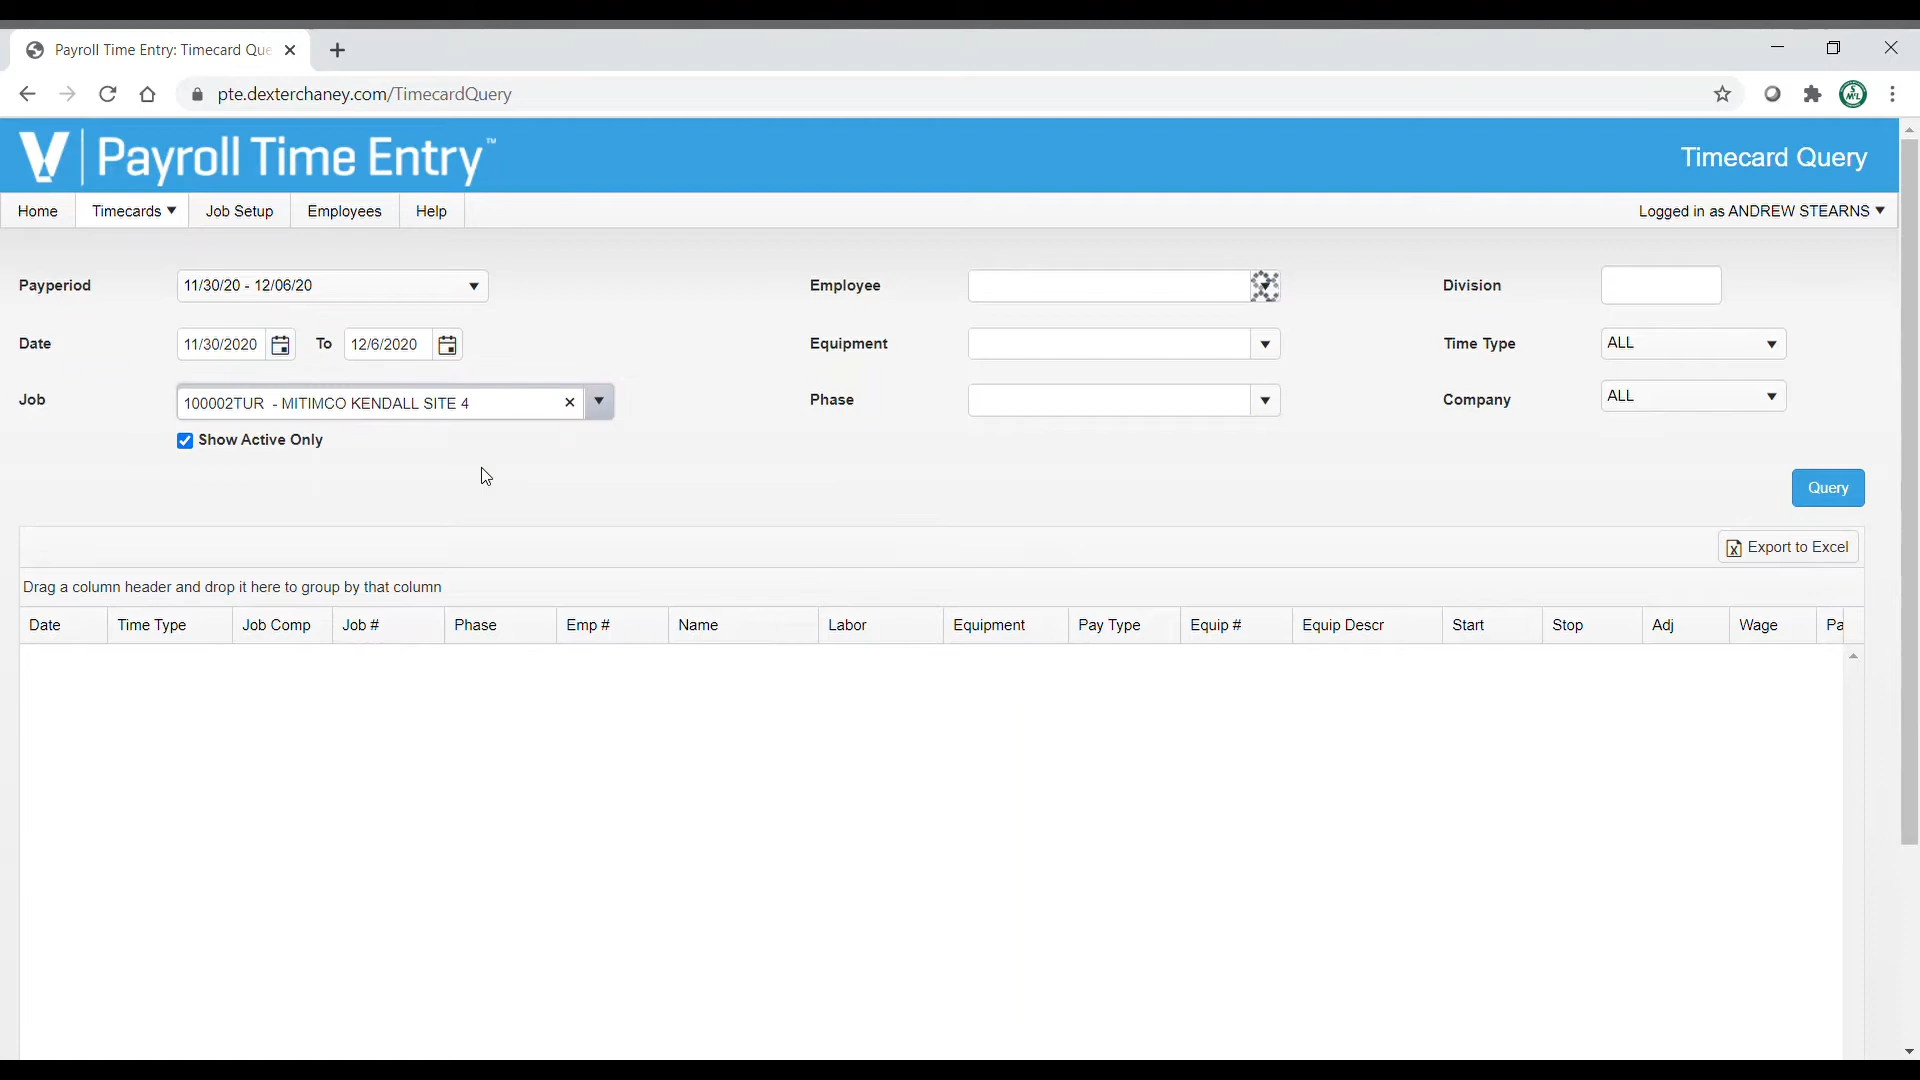 Payroll Time Entry: Timecard Que
pte.dexterchaney.com/TimecardQuery
Payroll Time Entry™
Timecard Query
Home Timecards Job Setup Employees Help Logged in as ANDREW STEARNS
Payperiod 11/30/20 - 12/06/20 Employee Division
Date 11/30/2020 To 12/6/2020 Equipment Time Type ALL
Job 100002TUR - MITIMCO KENDALL SITE 4 Phase Company ALL
Show Active Only
Query
Export to Excel
Drag a column header and drop it here to group by that column
Date Time Type Job Comp Job # Phase Emp # Name Labor Equipment Pay Type Equip # Equip Descr Start Stop Adj Wage Pa